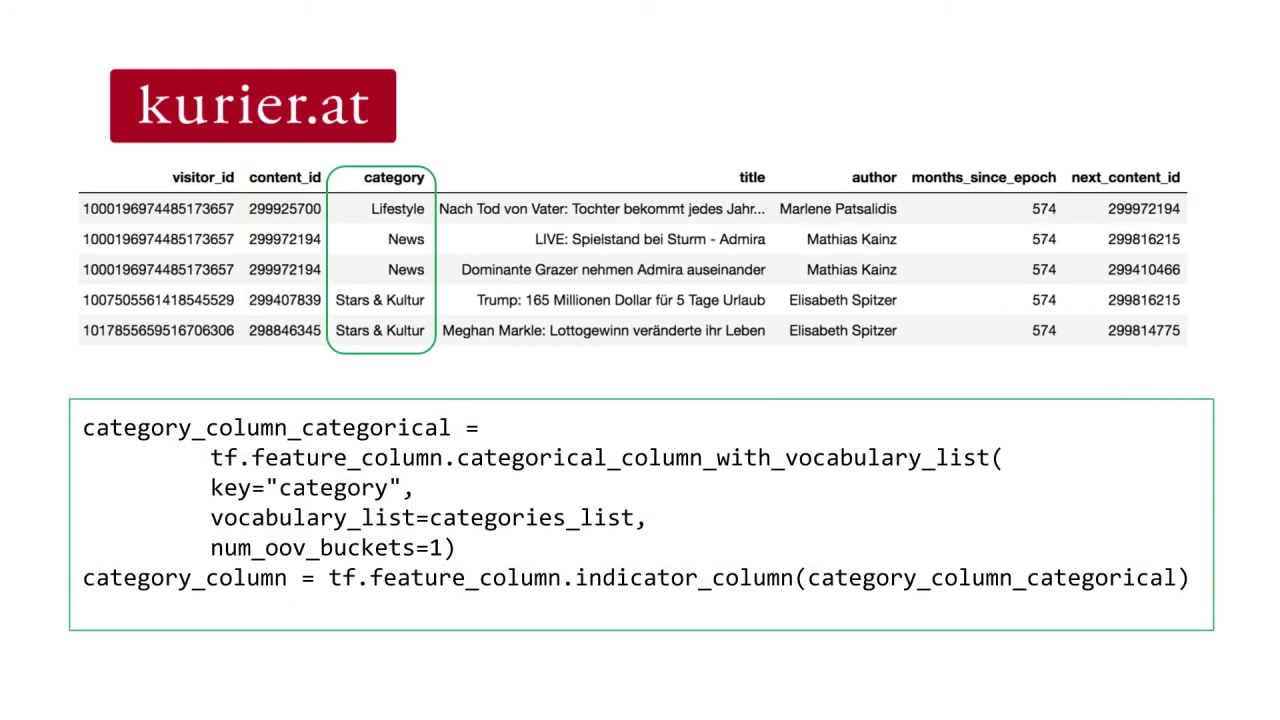 kurier.at
visitor_id content_id category title author months_since_epoch next_content_id
1000196974485173657 299925700 Lifestyle Nach Tod von Vater: Tochter bekommt jedes Jahr... Marlene Patsalidis 574 299972194
1000196974485173657 299972194 News LIVE: Spielstand bei Sturm - Admira Mathias Kainz 574 299816215
1000196974485173657 299972194 News Dominante Grazer nehmen Admira auseinander Mathias Kainz 574 299410466
1007505561418545529 299407839 Stars & Kultur Trump: 165 Millionen Dollar für 5 Tage Urlaub Elisabeth Spitzer 574 299816215
1017855659516706306 298846345 Stars & Kultur Meghan Markle: Lottogewinn veränderte ihr Leben Elisabeth Spitzer 574 299814775
category_column_categorical =
tf.feature_column.categorical_column_with_vocabulary_list(
key="category",
vocabulary_list=categories_list,
num_oov_buckets=1)
category_column = tf.feature_column.indicator_column(category_column_categorical)